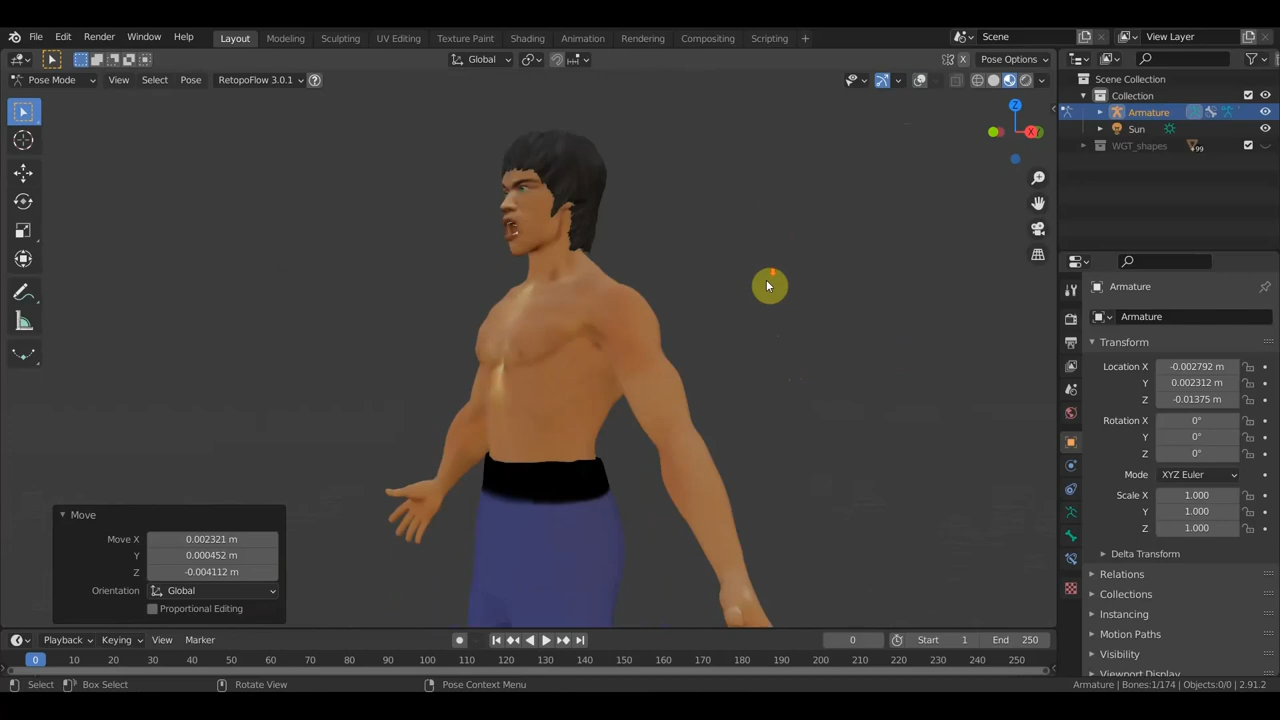 File Edit Render Window Help Layout Modeling Sculpting UV Editing Texture Paint Shading Animation Rendering Compositing Scripting + Scene View Layer
Global Pose Options
Pose Mode View Select Pose RetopoFlow 3.0.1
X
Z
X
Scene Collection
Collection
Armature
Sun
WGT_shapes +99
Armature
Armature
Transform
Location X -0.002792 m
Y 0.002312 m
Z -0.01375 m
Rotation X 0°
Y 0°
Z 0°
Mode XYZ Euler
Scale X 1.000
Y 1.000
Z 1.000
Delta Transform
Relations
Collections
Instancing
Motion Paths
Visibility
Viewport Display
Move
Move X 0.002321 m
Y 0.000452 m
Z -0.004112 m
Orientation Global
Proportional Editing
Playback Keying View Marker 0 Start 1 End 250
0 10 20 30 40 50 60 70 80 90 100 110 120 130 140 150 160 170 180 190 200 210 220 230 240 250
Select Box Select Rotate View Pose Context Menu Armature | Bones:1/174 | Objects:0/0 | 2.91.2